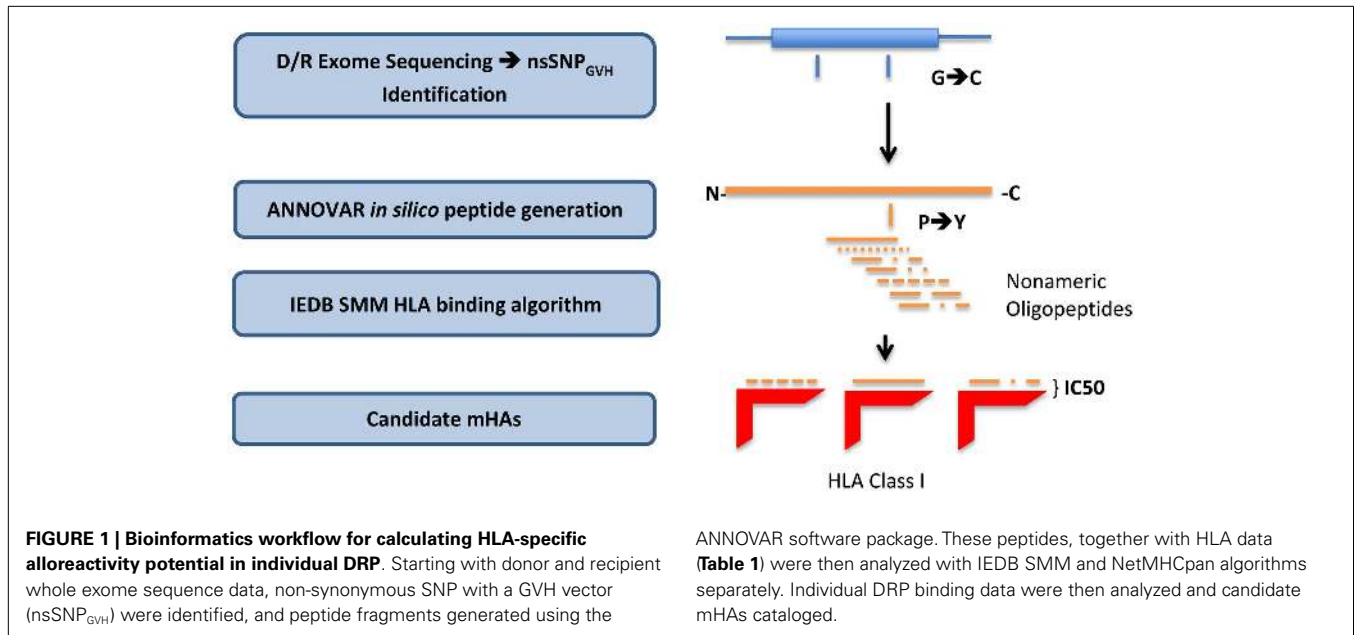 D/R Exome Sequencing ➔ nsSNP_GVH
Identification
G➔C
ANNOVAR in silico peptide generation
N-
-C
P➔Y
IEDB SMM HLA binding algorithm
Nonameric
Oligopeptides
Candidate mHAs
} IC50
HLA Class I
FIGURE 1 | Bioinformatics workflow for calculating HLA-specific
alloreactivity potential in individual DRP. Starting with donor and recipient
whole exome sequence data, non-synonymous SNP with a GVH vector
(nsSNP_GVH) were identified, and peptide fragments generated using the
ANNOVAR software package. These peptides, together with HLA data
(Table 1) were then analyzed with IEDB SMM and NetMHCpan algorithms
separately. Individual DRP binding data were then analyzed and candidate
mHAs cataloged.